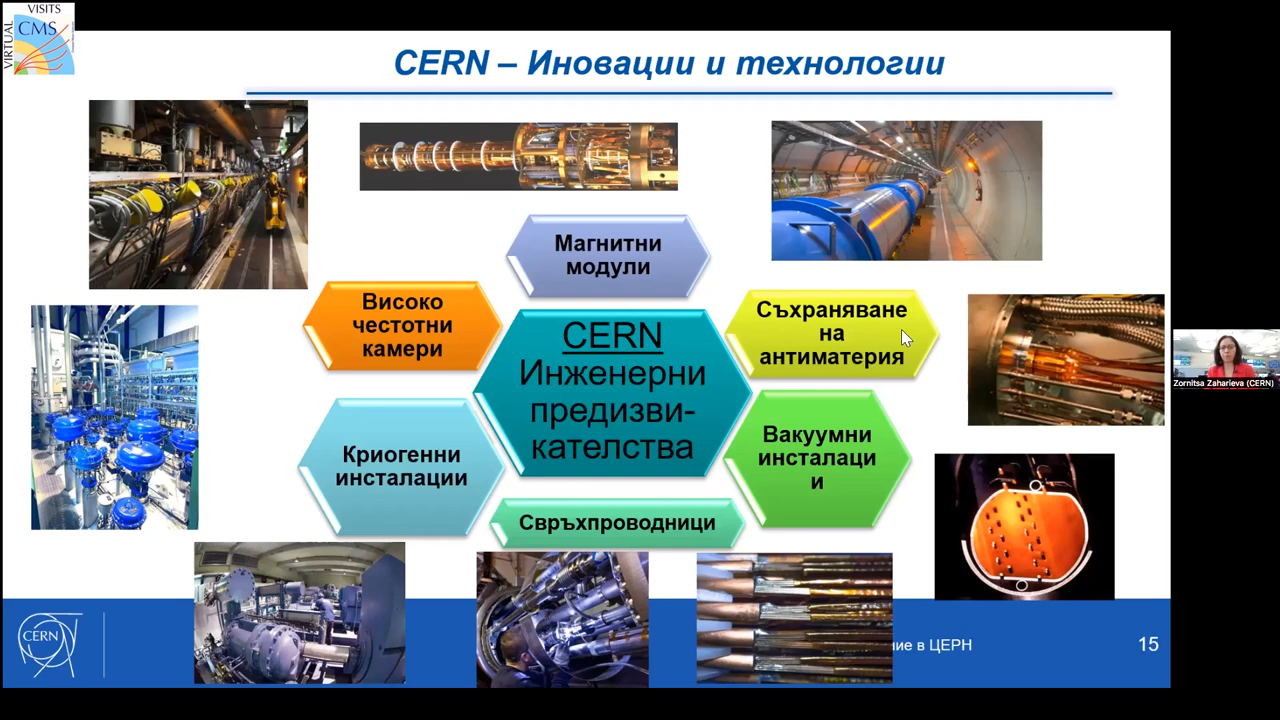 VISITS
VIRTUAL
CMS
CERN – Иновации и технологии
Магнитни
модули
Високо
честотни
камери
Съхраняване
на
антиматерия
CERN
Инженерни
предизви-
кателства
Криогенни
инсталации
Вакуумни
инсталаци
и
Свръхпроводници
Zornitsa Zaharieva (CERN)
CERN
ние в ЦЕРН
15